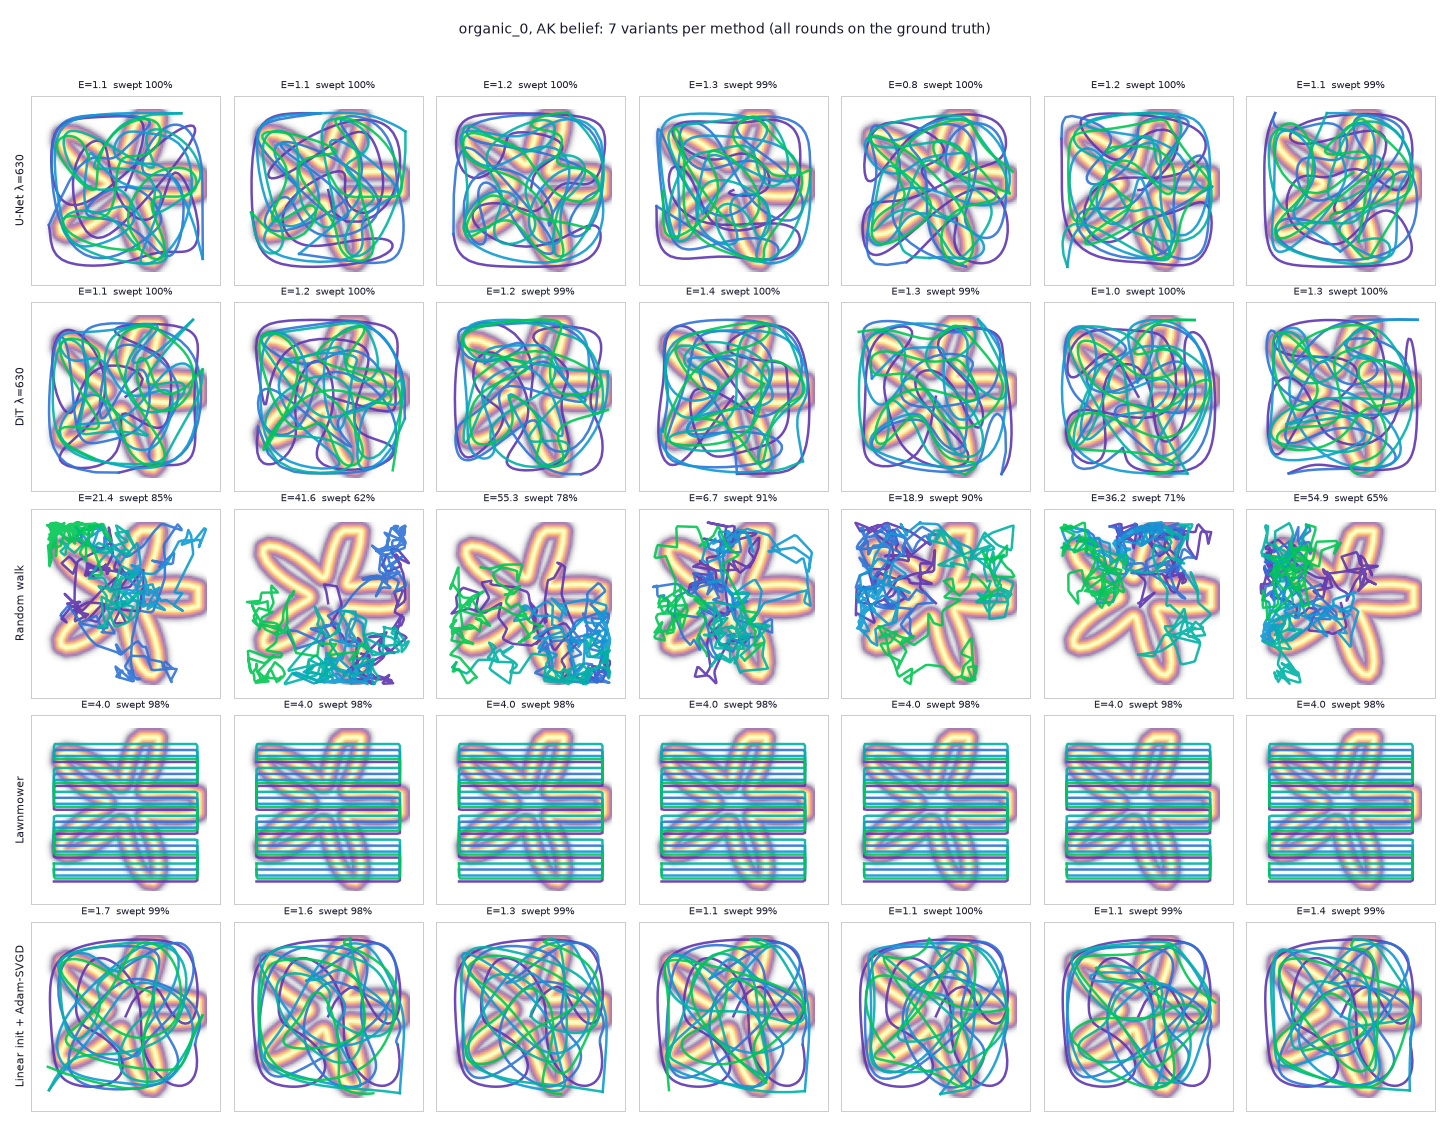 organic_0, AK belief: 7 variants per method (all rounds on the ground truth)
E=1.1 swept 100% E=1.1 swept 100% E=1.2 swept 100% E=1.3 swept 99% E=0.8 swept 100% E=1.2 swept 100% E=1.1 swept 99%
U-Net λ=630
E=1.1 swept 100% E=1.2 swept 100% E=1.2 swept 99% E=1.4 swept 100% E=1.3 swept 99% E=1.0 swept 100% E=1.3 swept 100%
DiT λ=630
E=21.4 swept 85% E=41.6 swept 62% E=55.3 swept 78% E=6.7 swept 91% E=18.9 swept 90% E=36.2 swept 71% E=54.9 swept 65%
Random walk
E=4.0 swept 98% E=4.0 swept 98% E=4.0 swept 98% E=4.0 swept 98% E=4.0 swept 98% E=4.0 swept 98% E=4.0 swept 98%
Lawnmower
E=1.7 swept 99% E=1.6 swept 98% E=1.3 swept 99% E=1.1 swept 99% E=1.1 swept 100% E=1.1 swept 99% E=1.4 swept 99%
Linear init + Adam-SVGD